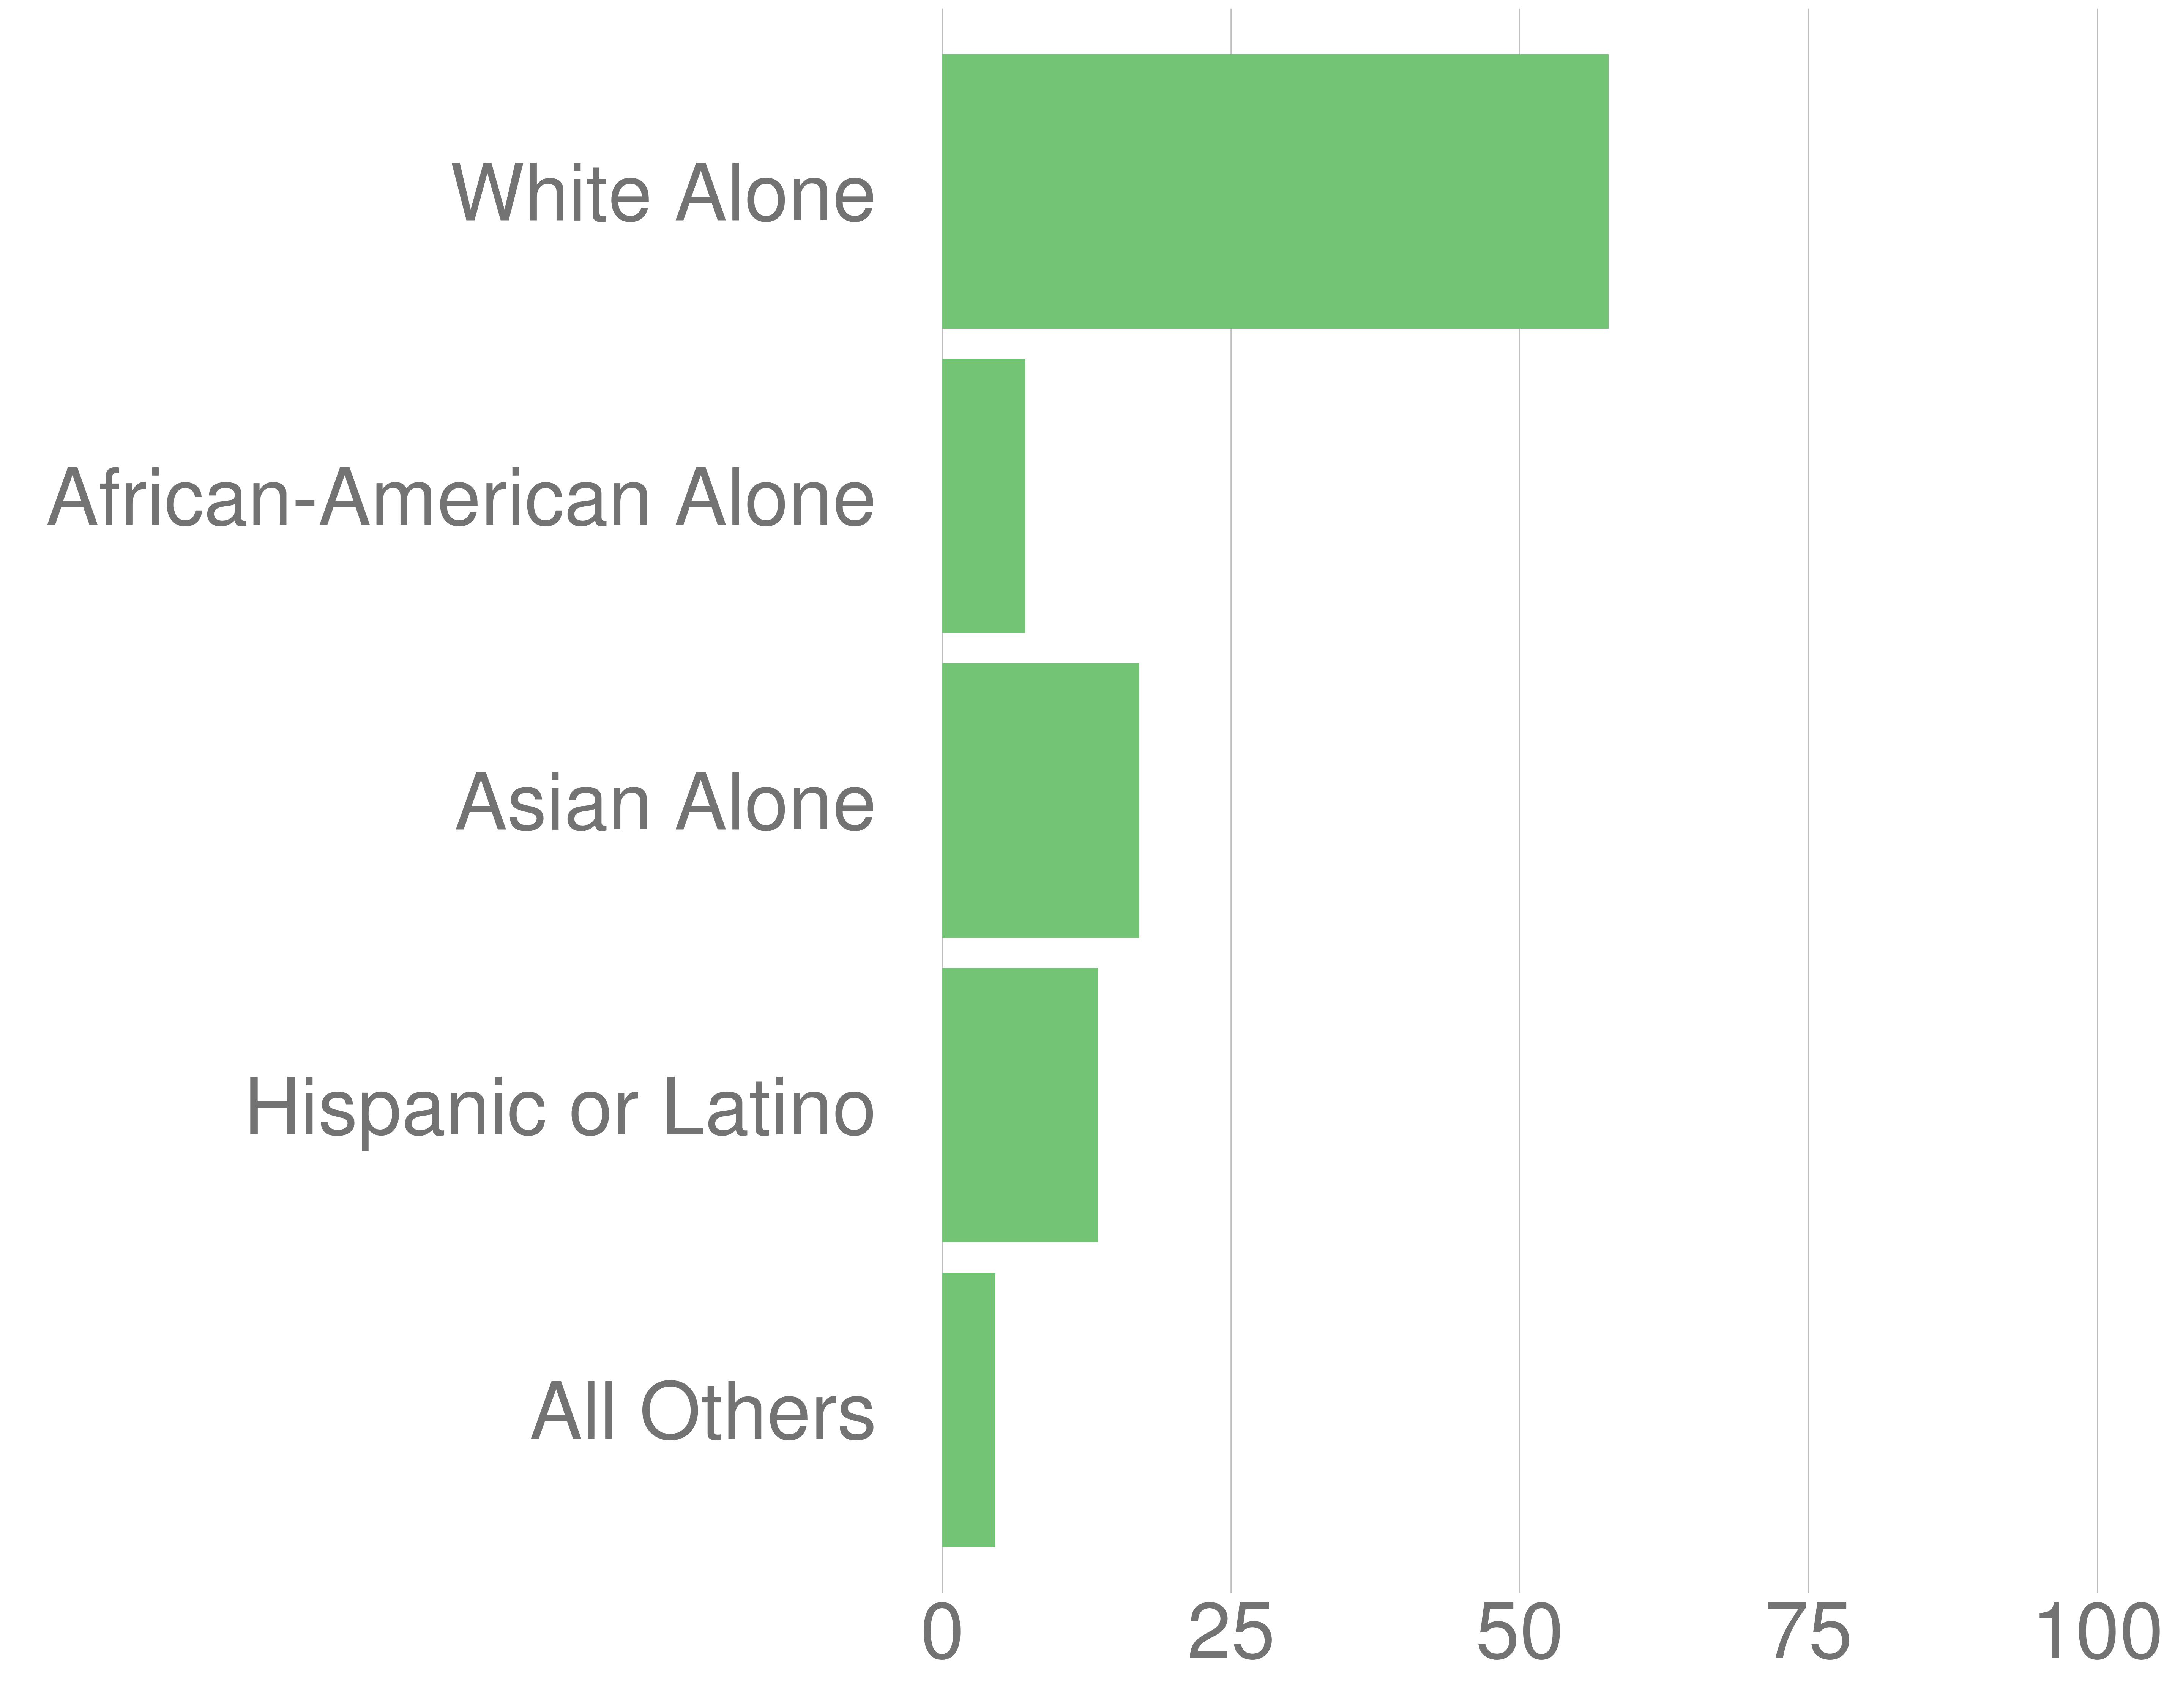 White Alone
African-American Alone
Asian Alone
Hispanic or Latino
All Others
0 25 50 75 100